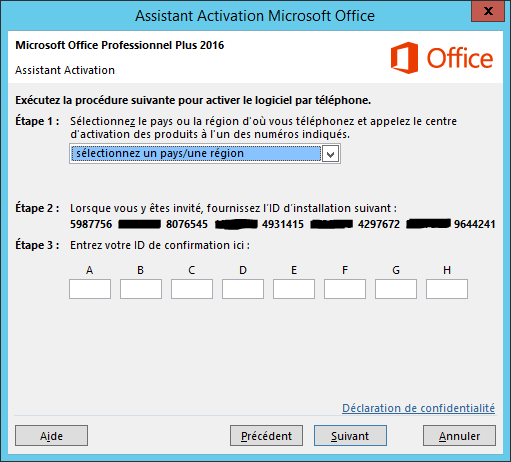 Assistant Activation Microsoft Office
x
Microsoft Office Professionnel Plus 2016
Assistant Activation
Office
Exécutez la procédure suivante pour activer le logiciel par téléphone.
Étape 1 : Sélectionnez le pays ou la région d'où vous téléphonez et appelez le centre
d'activation des produits à l'un des numéros indiqués.
sélectionnez un pays/une région
Étape 2 : Lorsque vous y êtes invité, fournissez l'ID d'installation suivant :
5987756 8076545 4931415 4297672 9644241
Étape 3 : Entrez votre ID de confirmation ici :
A B C D E F G H
Déclaration de confidentialité
Aide Précédent Suivant Annuler